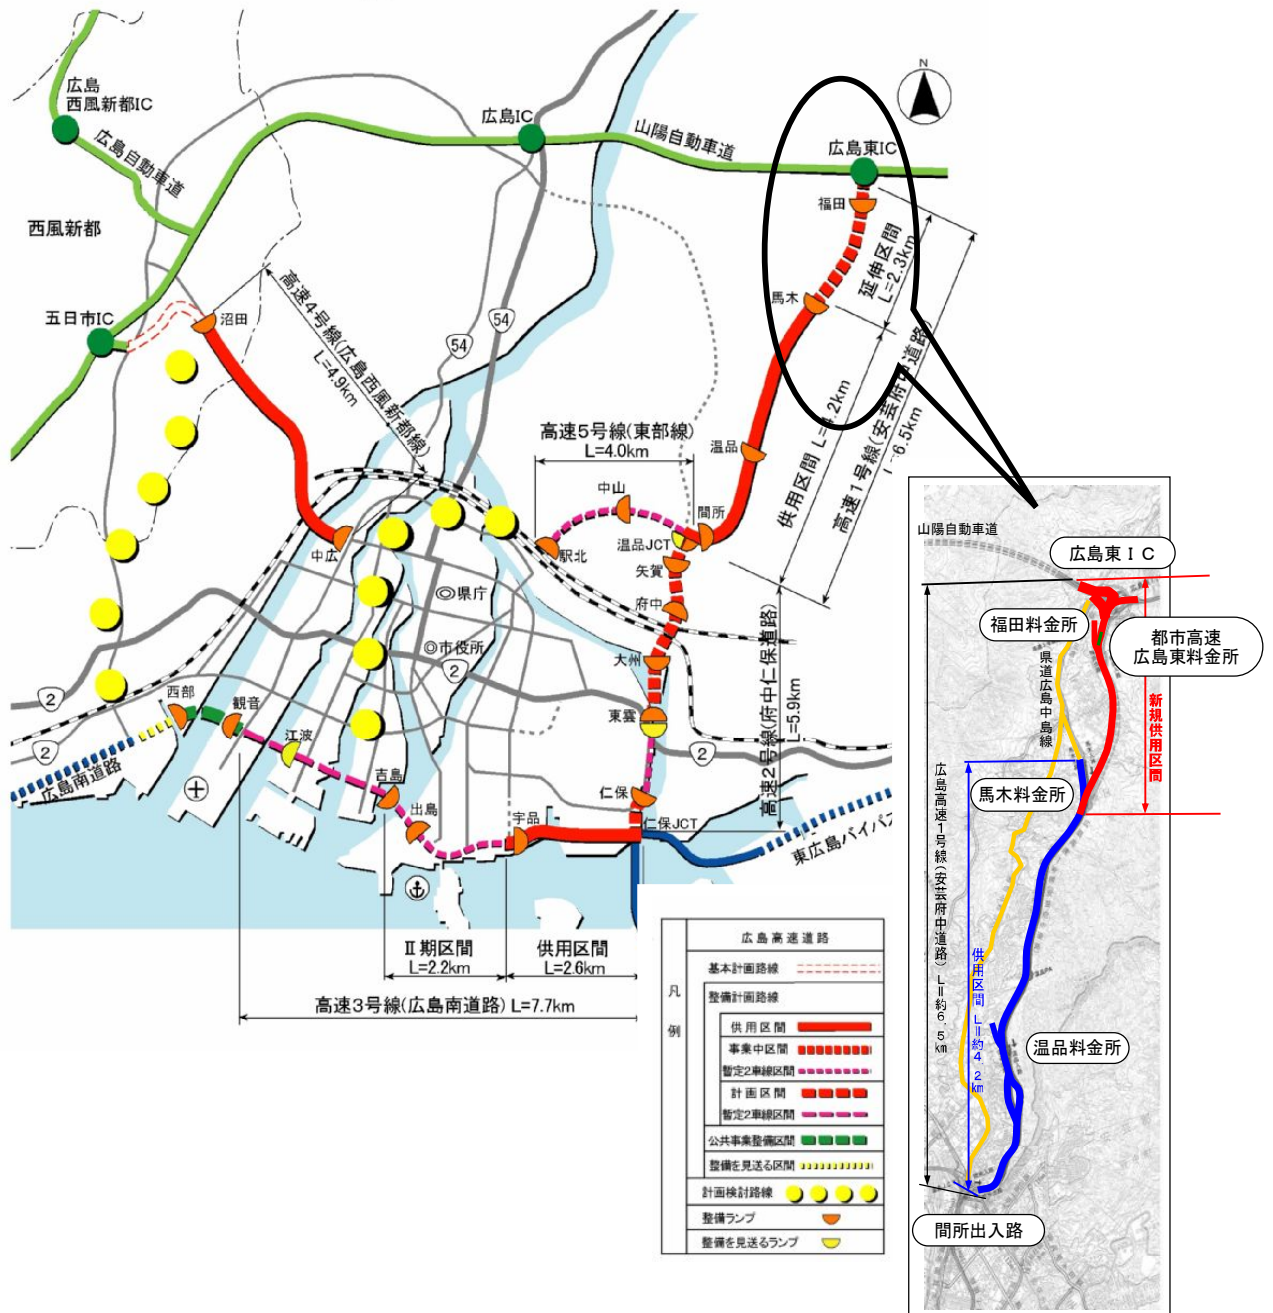 広島
西風新都IC
広島自動車道
西風新都
五日市IC
沼田
広島IC
山陽自動車道
広島東IC
N
福田
延伸区間
L=2.3km
馬木
高速4号線(広島西風新都線)
L=4.9km
54
54
高速5号線(東部線)
L=4.0km
温品
供用区間 L=4.2km
高速1号線(安芸府中道路)
L=6.5km
中山
間所
温品JCT
駅北
矢賀
中広
県庁
府中
市役所
大州
2
2
東雲
2
2
高速2号線(府中仁保道路)
L=5.9km
西部
観音
江波
広島南道路
吉島
出島
宇品
仁保
仁保JCT
東広島バイパス
Ⅱ期区間
L=2.2km
供用区間
L=2.6km
高速3号線(広島南道路) L=7.7km
凡例
広島高速道路
基本計画路線
整備計画路線
供用区間
事業中区間
暫定2車線区間
計画区間
暫定2車線区間
公共事業整備区間
整備を見送る区間
計画検討路線
整備ランプ
整備を見送るランプ
山陽自動車道
広島東IC
福田料金所
都市高速
広島東料金所
県道広島中島線
新規供用区間
馬木料金所
広島高速1号線(安芸府中道路) L=約6.5km
供用区間 L=約4.2km
温品料金所
間所出入路